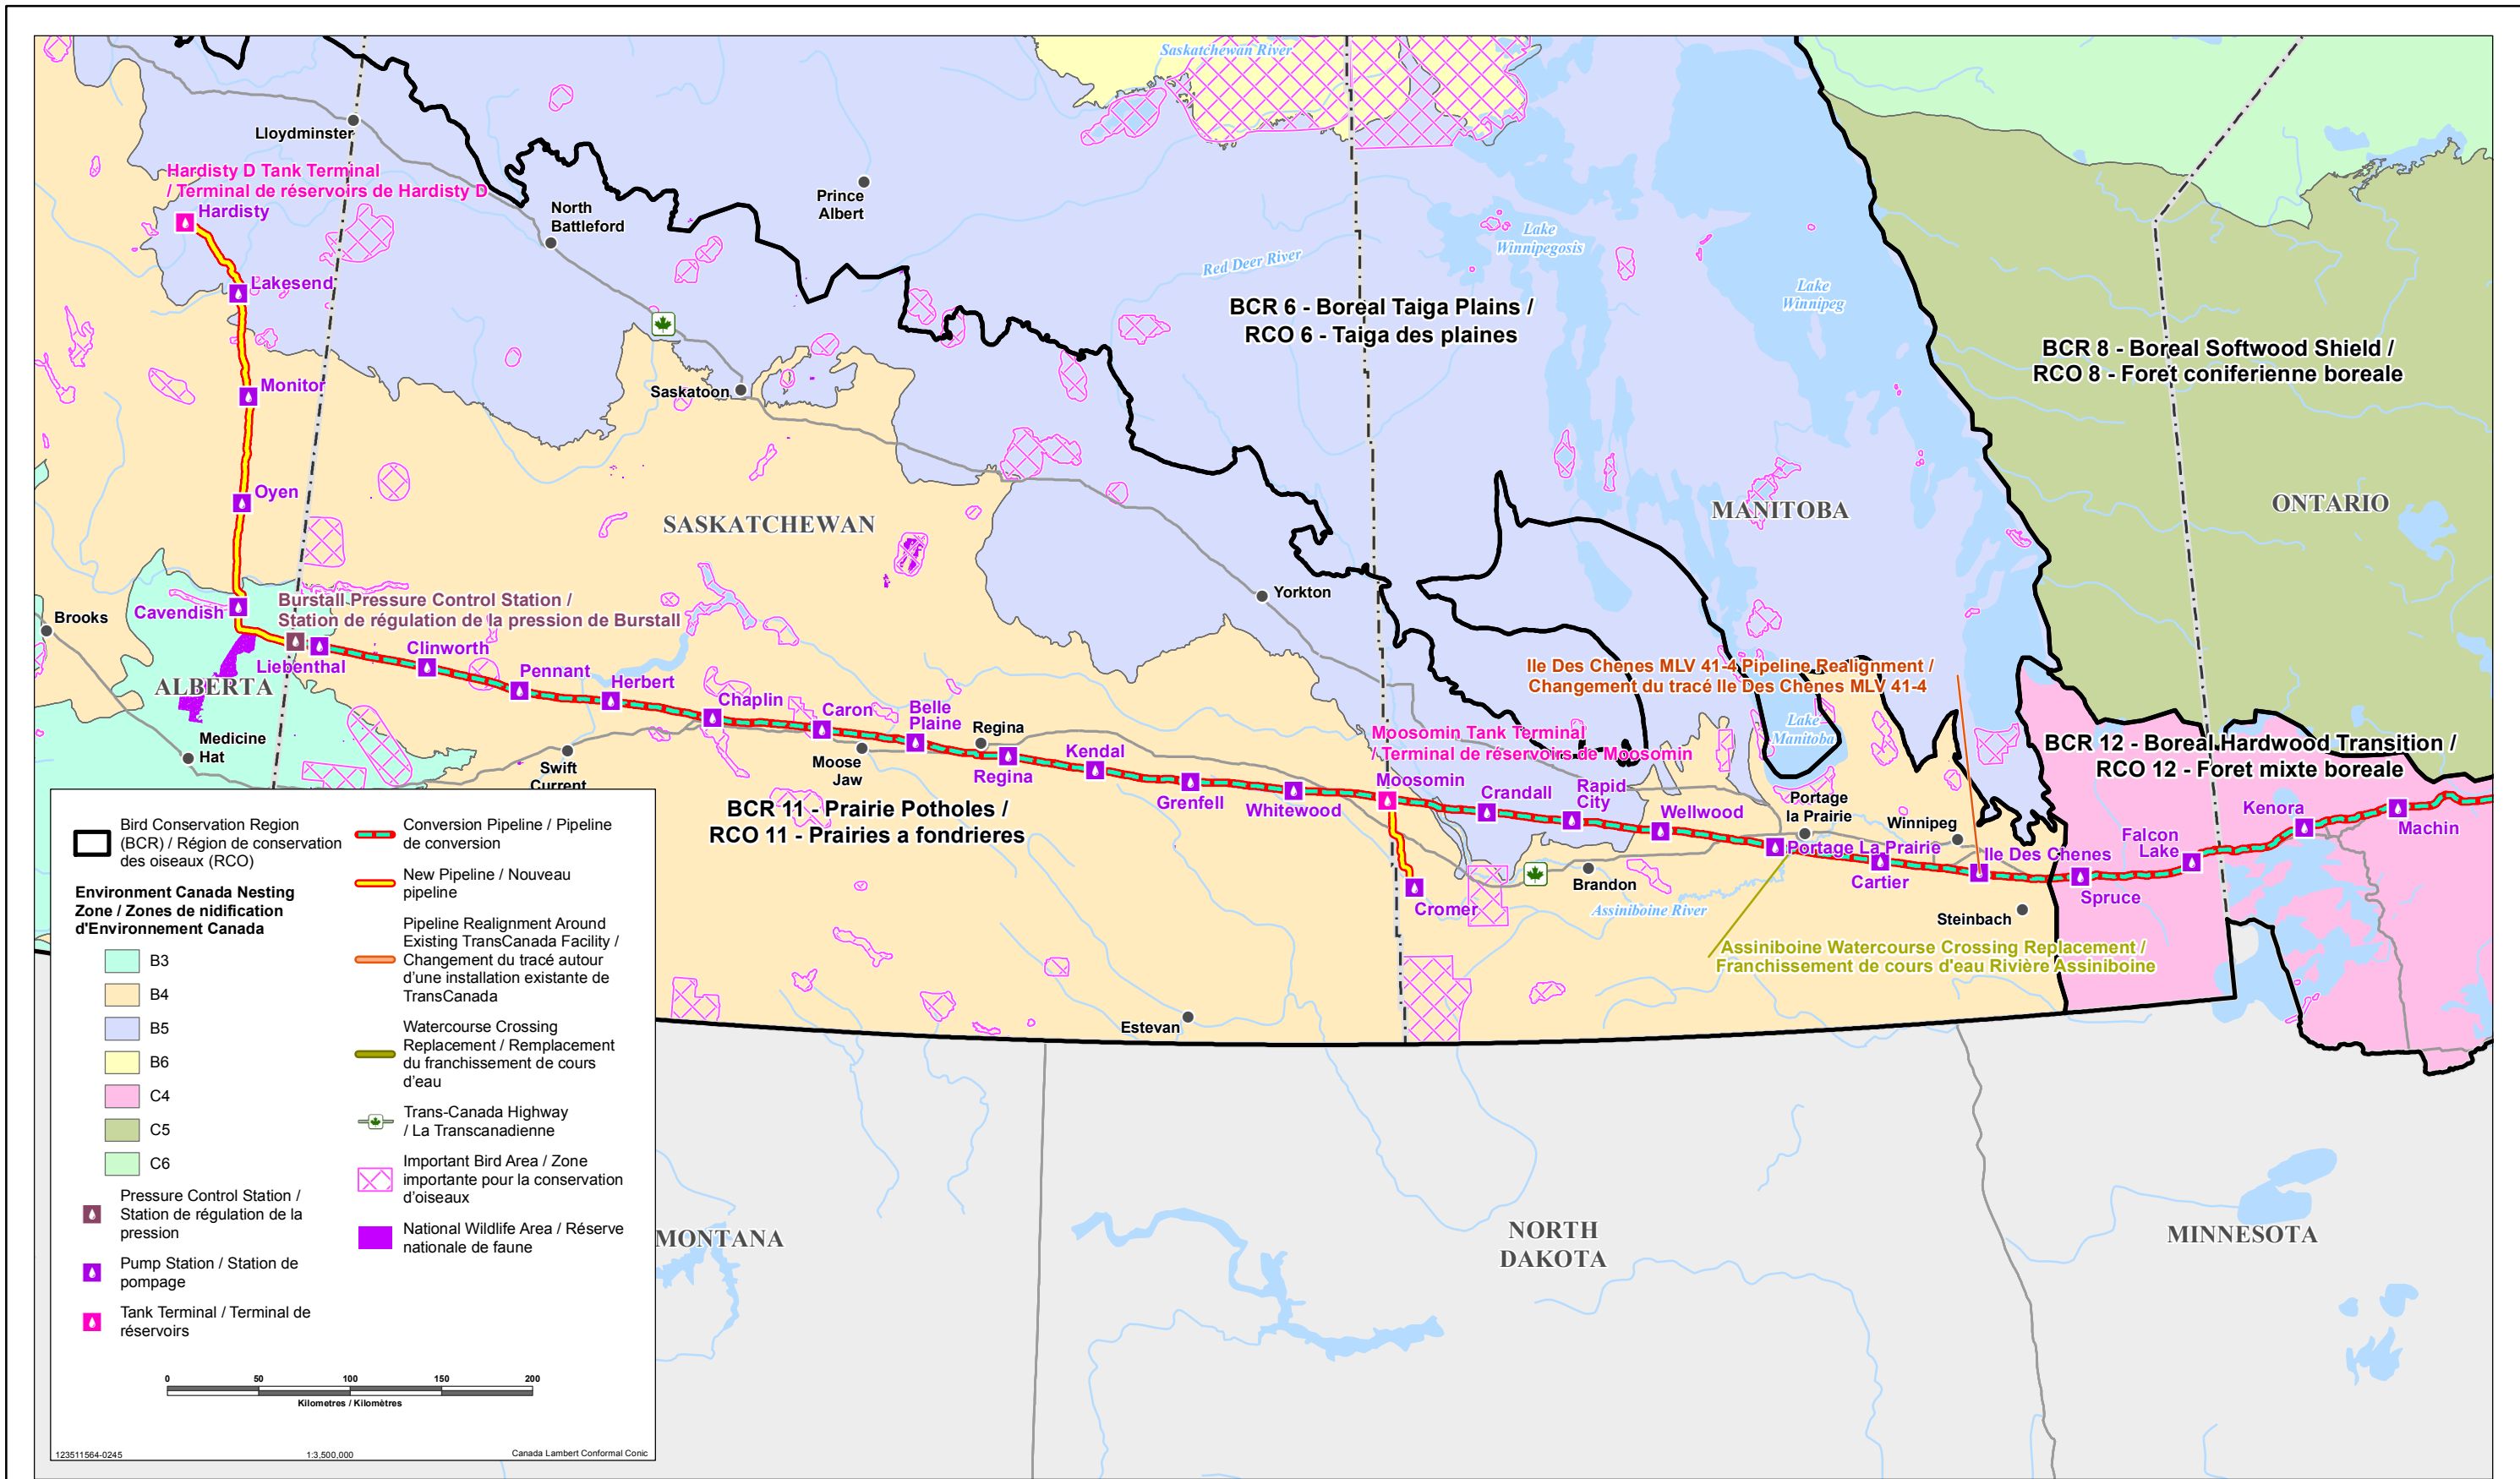 Saskatchewan River
Lloydminster
Hardisty D Tank Terminal
/ Terminal de réservoirs de Hardisty D
Hardisty
North
Battleford
Prince
Albert
Lake
Winnipegosis
Red Deer River
Lakesend
Lake
Winnipeg
BCR 6 - Boreal Taiga Plains /
RCO 6 - Taiga des plaines
BCR 8 - Boreal Softwood Shield /
RCO 8 - Foret coniferienne boreale
Monitor
Saskatoon
Oyen
SASKATCHEWAN
MANITOBA
ONTARIO
Yorkton
Brooks
Cavendish
Burstall Pressure Control Station /
Station de régulation de la pression de Burstall
Liebenthal
Clinworth
Pennant
Herbert
Chaplin
Caron
Belle
Plaine
Regina
Regina
Kendal
Grenfell
Whitewood
ALBERTA
Medicine
Hat
Swift
Current
Moose
Jaw
Ile Des Chenes MLV 41-4 Pipeline Realignment /
Changement du tracé Ile Des Chenes MLV 41-4
Lake
Manitoba
Moosomin Tank Terminal
/ Terminal de réservoirs de Moosomin
Moosomin
Crandall
Rapid
City
Wellwood
Portage
la Prairie
Winnipeg
Portage La Prairie
Cartier
Ile Des Chenes
Spruce
Falcon
Lake
Kenora
Machin
BCR 12 - Boreal Hardwood Transition /
RCO 12 - Foret mixte boreale
BCR 11 - Prairie Potholes /
RCO 11 - Prairies a fondrieres
Cromer
Brandon
Assiniboine River
Steinbach
Assiniboine Watercourse Crossing Replacement /
Franchissement de cours d'eau Rivière Assiniboine
Estevan
MONTANA
NORTH
DAKOTA
MINNESOTA
Bird Conservation Region
(BCR) / Région de conservation
des oiseaux (RCO)
Environment Canada Nesting
Zone / Zones de nidification
d'Environnement Canada
B3
B4
B5
B6
C4
C5
C6
Pressure Control Station /
Station de régulation de la
pression
Pump Station / Station de
pompage
Tank Terminal / Terminal de
réservoirs
Conversion Pipeline / Pipeline
de conversion
New Pipeline / Nouveau
pipeline
Pipeline Realignment Around
Existing TransCanada Facility /
Changement du tracé autour
d'une installation existante de
TransCanada
Watercourse Crossing
Replacement / Remplacement
du franchissement de cours
d'eau
Trans-Canada Highway
/ La Transcanadienne
Important Bird Area / Zone
importante pour la conservation
d'oiseaux
National Wildlife Area / Réserve
nationale de faune
0 50 100 150 200
Kilometres / Kilomètres
123511564-0245 1:3,500,000 Canada Lambert Conformal Conic